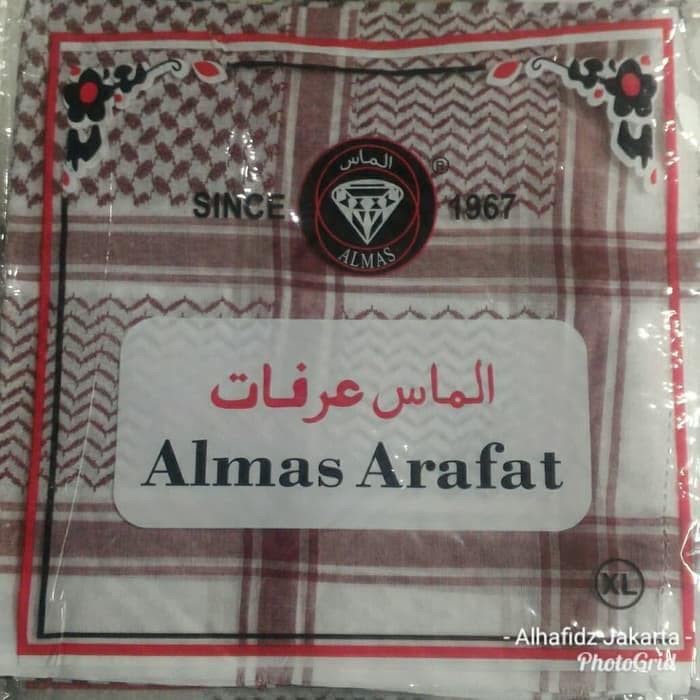 الماس
®
SINCE 1967
ALMAS
الماس عرفات
Almas Arafat
XL
- Alhafidz Jakarta -
PhotoGrid